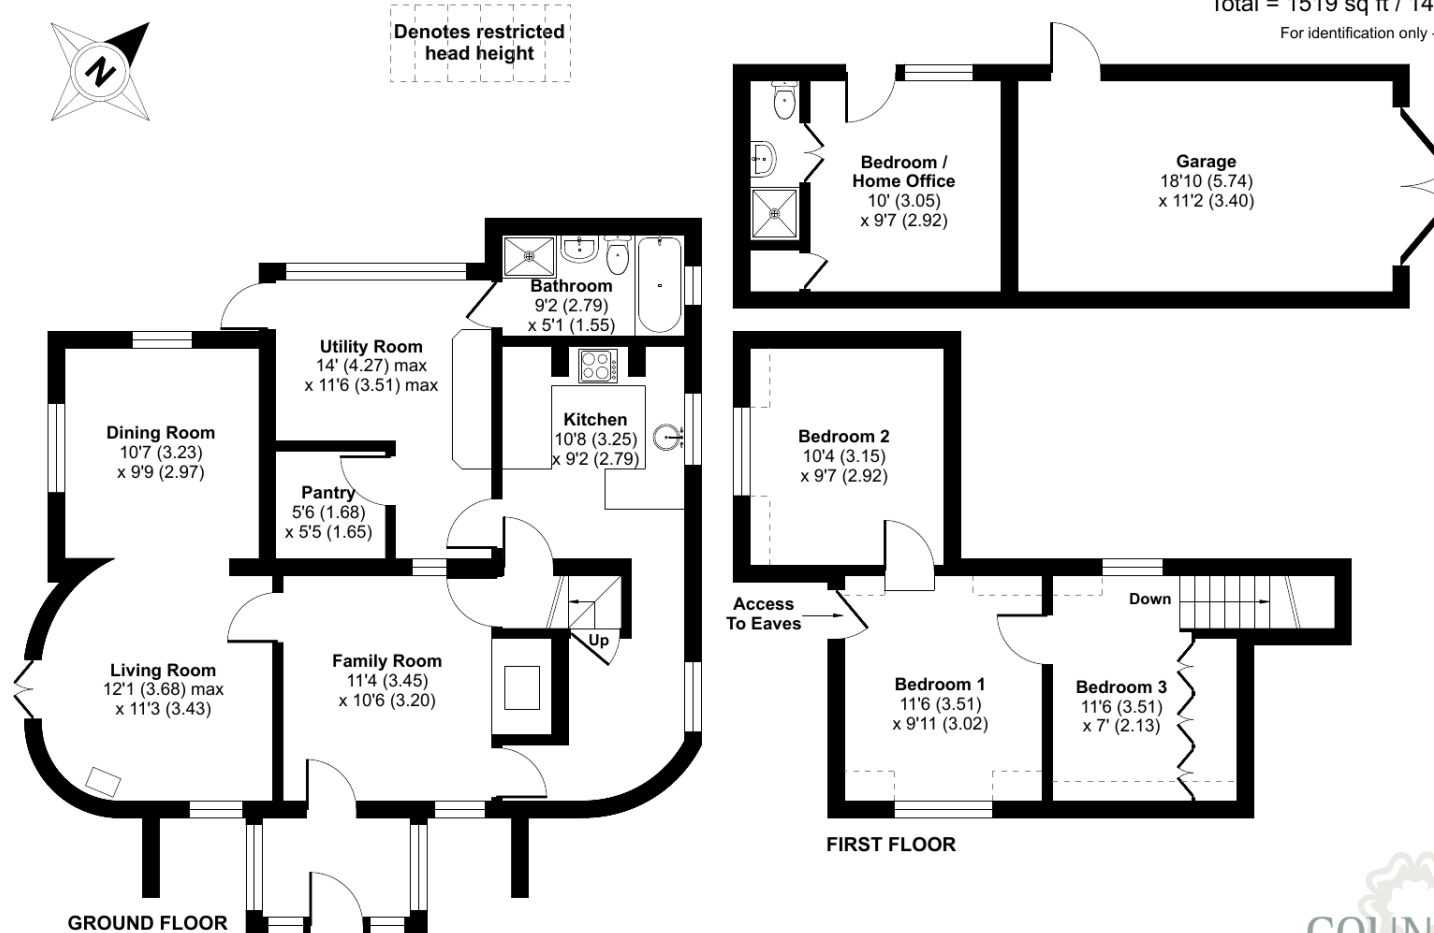 Total = 1519 sq ft / 14
For identification only -
N
Denotes restricted
head height
Bedroom /
Home Office
10' (3.05)
x 9'7 (2.92)
Garage
18'10 (5.74)
x 11'2 (3.40)
Bathroom
9'2 (2.79)
x 5'1 (1.55)
Utility Room
14' (4.27) max
x 11'6 (3.51) max
Kitchen
10'8 (3.25)
x 9'2 (2.79)
Dining Room
10'7 (3.23)
x 9'9 (2.97)
Pantry
5'6 (1.68)
x 5'5 (1.65)
Up
Living Room
12'1 (3.68) max
x 11'3 (3.43)
Family Room
11'4 (3.45)
x 10'6 (3.20)
GROUND FLOOR
Bedroom 2
10'4 (3.15)
x 9'7 (2.92)
Access
To Eaves
Down
Bedroom 1
11'6 (3.51)
x 9'11 (3.02)
Bedroom 3
11'6 (3.51)
x 7' (2.13)
FIRST FLOOR